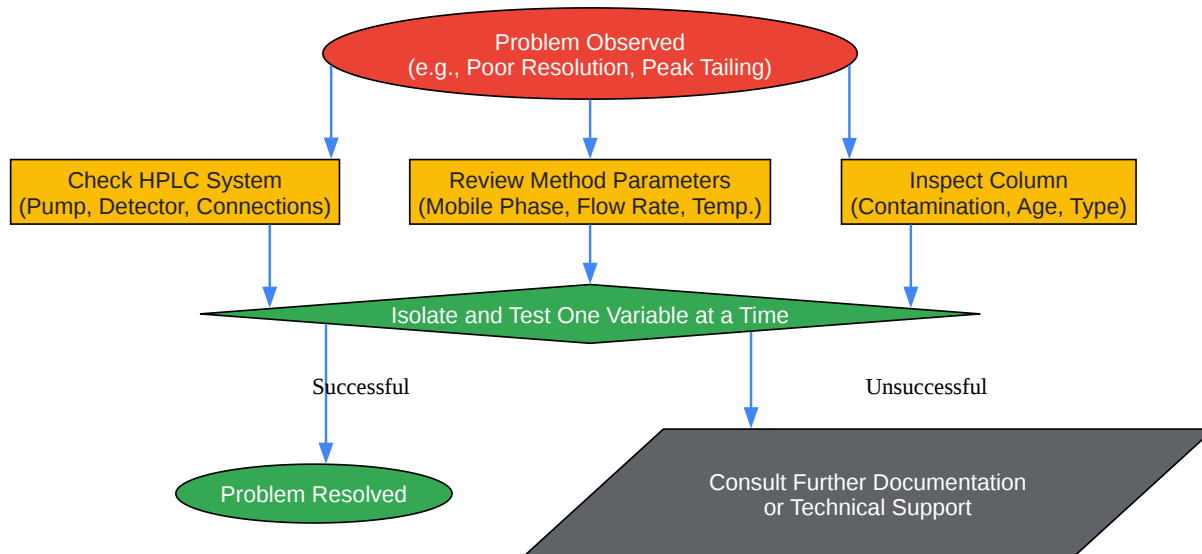 Problem Observed
(e.g., Poor Resolution, Peak Tailing)
Check HPLC System
(Pump, Detector, Connections)
Review Method Parameters
(Mobile Phase, Flow Rate, Temp.)
Inspect Column
(Contamination, Age, Type)
Isolate and Test One Variable at a Time
Successful
Unsuccessful
Problem Resolved
Consult Further Documentation
or Technical Support